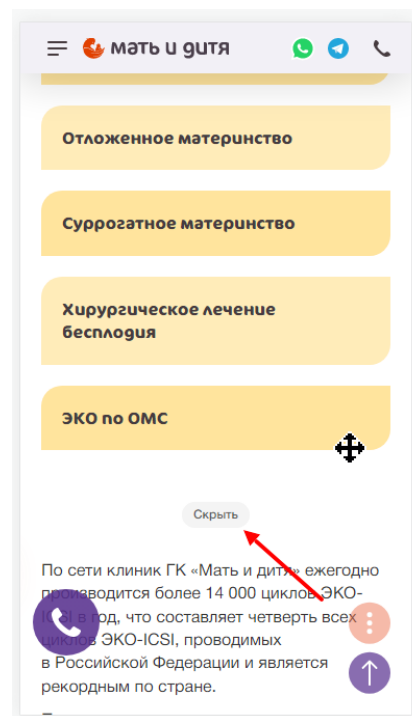 мать и дитя
Отложенное материнство
Суррогатное материнство
Хирургическое лечение
бесплодия
ЭКО по ОМС
Скрыть
По сети клиник ГК «Мать и дитя» ежегодно
производится более 14 000 циклов ЭКО-
ICSI в год, что составляет четверть всех
циклов ЭКО-ICSI, проводимых
в Российской Федерации и является
рекордным по стране.